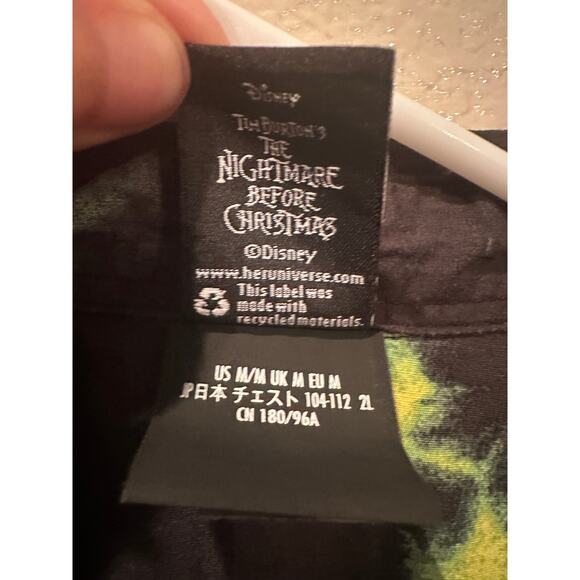 Disney
Tim Burton's
The
Nightmare
Before
Christmas
©Disney
www.heruniverse.com
This label was
made with
recycled materials.
US M/M UK M EU M
JP日本 チェスト 104-112 2L
CN 180/96A